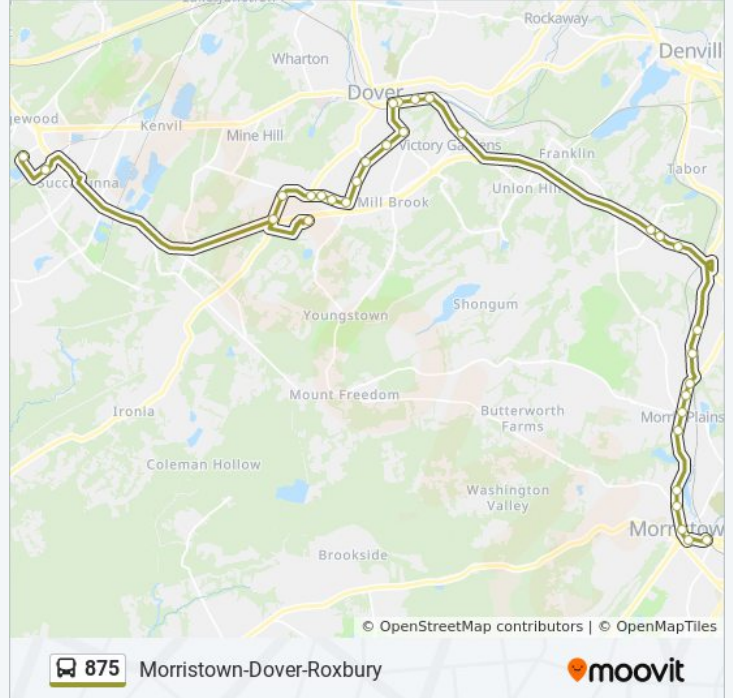 Rockaway
Wharton
Denvill
Dover
ewood
Kenvil
Mine Hill
Victory Gardens
Franklin
Succasunna
Union Hill
Tabor
Mill Brook
Youngstown
Shongum
Mount Freedom
Ironia
Butterworth
Farms
Morris Plains
Coleman Hollow
Washington
Valley
Morristow
Brookside
© OpenStreetMap contributors | © OpenMapTiles
875 Morristown-Dover-Roxbury
moovit